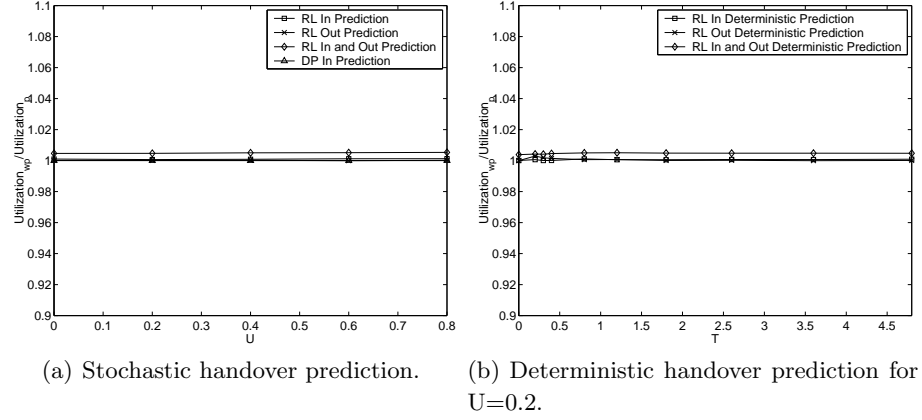 1.1
1.08
1.06
1.04
1.02
1
0.98
0.96
0.94
0.92
0.9
Utilization_wp/Utilization_p
RL In Prediction
RL Out Prediction
RL In and Out Prediction
DP In Prediction
0 0.1 0.2 0.3 0.4 0.5 0.6 0.7 0.8
U
(a) Stochastic handover prediction.
1.1
1.08
1.06
1.04
1.02
1
0.98
0.96
0.94
0.92
0.9
Utilization_wp/Utilization_p
RL In Deterministic Prediction
RL Out Deterministic Prediction
RL In and Out Deterministic Prediction
0 0.5 1 1.5 2 2.5 3 3.5 4 4.5
T
(b) Deterministic handover prediction for
U=0.2.